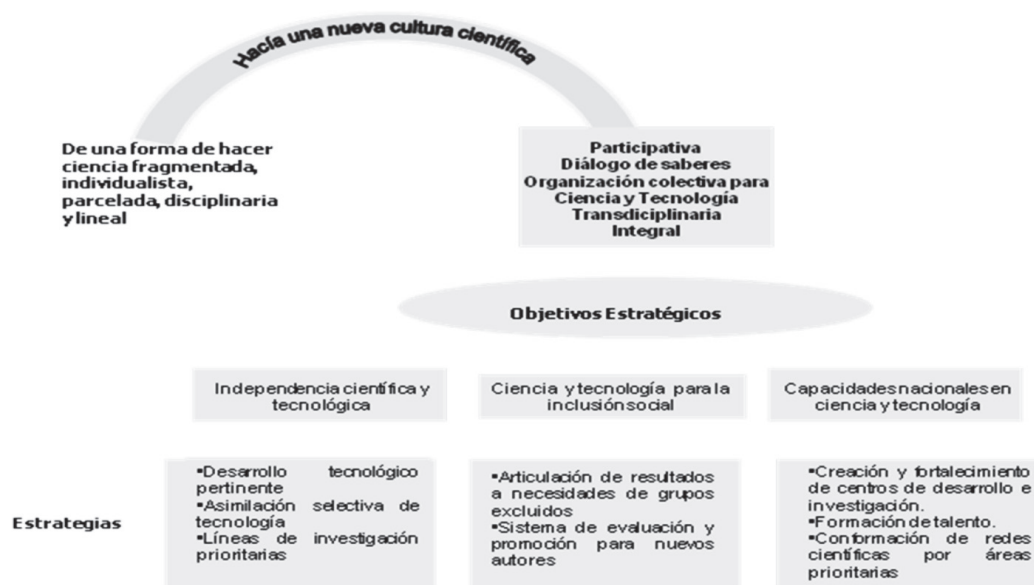 Hacía una nueva cultura científica
De una forma de hacer
ciencia fragmentada,
individualista,
parcelada, disciplinaria
y lineal
Participativa
Diálogo de saberes
Organización colectiva para
Ciencia y Tecnología
Transdiciplinaria
Integral
Objetivos Estratégicos
Independencia científica y
tecnológica
Ciencia y tecnología para la
inclusión social
Capacidades nacionales en
ciencia y tecnología
Estrategias
▪Desarrollo tecnológico
pertinente
▪Asimilación selectiva de
tecnología
▪Líneas de investigación
prioritarias
▪Articulación de resultados
a necesidades de grupos
excluidos
▪Sistema de evaluación y
promoción para nuevos
autores
▪Creación y fortalecimiento
de centros de desarrollo e
investigación.
▪Formación de talento.
▪Conformación de redes
científicas por áreas
prioritarias